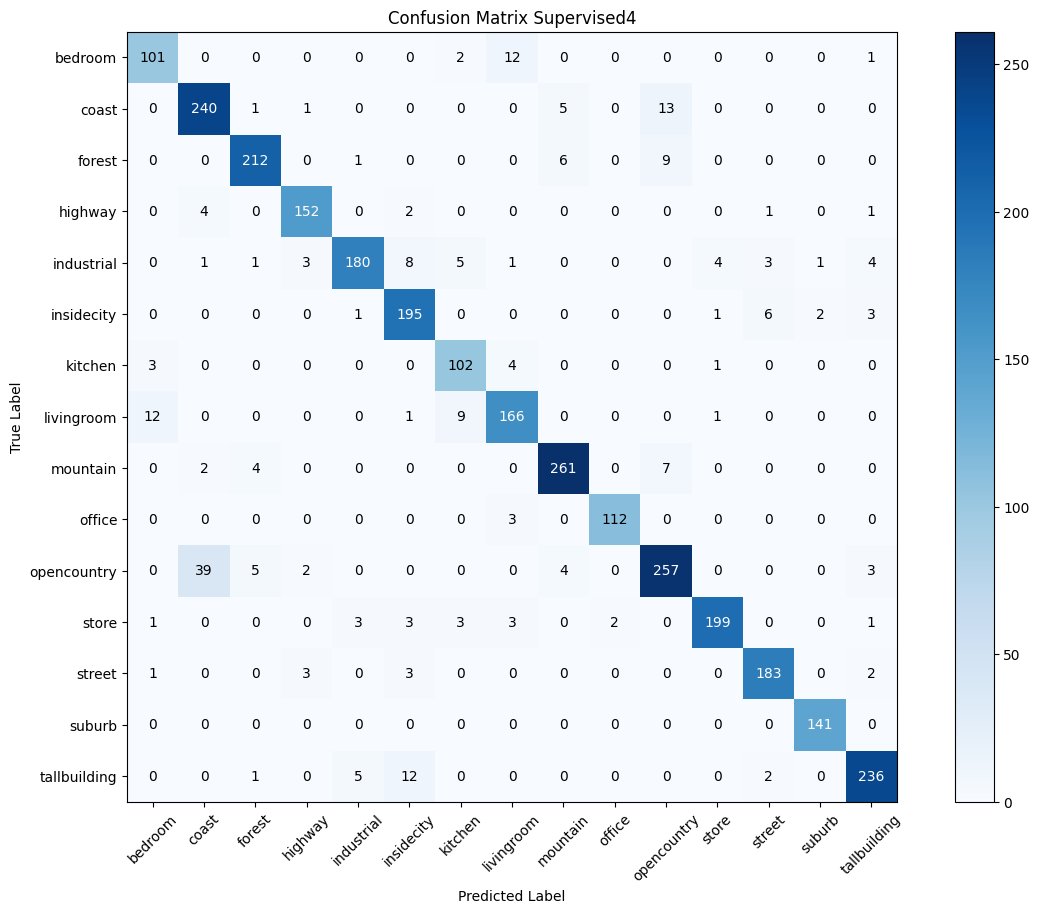 Confusion Matrix Supervised4
bedroom 101 0 0 0 0 0 2 12 0 0 0 0 0 0 1
coast 0 240 1 1 0 0 0 0 5 0 13 0 0 0 0
forest 0 0 212 0 1 0 0 0 6 0 9 0 0 0 0
highway 0 4 0 152 0 2 0 0 0 0 0 0 1 0 1
industrial 0 1 1 3 180 8 5 1 0 0 0 4 3 1 4
insidecity 0 0 0 0 1 195 0 0 0 0 0 1 6 2 3
kitchen 3 0 0 0 0 0 102 4 0 0 0 1 0 0 0
livingroom 12 0 0 0 0 1 9 166 0 0 0 1 0 0 0
mountain 0 2 4 0 0 0 0 0 261 0 7 0 0 0 0
office 0 0 0 0 0 0 0 3 0 112 0 0 0 0 0
opencountry 0 39 5 2 0 0 0 0 4 0 257 0 0 0 3
store 1 0 0 0 3 3 3 3 0 2 0 199 0 0 1
street 1 0 0 3 0 3 0 0 0 0 0 0 183 0 2
suburb 0 0 0 0 0 0 0 0 0 0 0 0 0 141 0
tallbuilding 0 0 1 0 5 12 0 0 0 0 0 0 2 0 236
bedroom coast forest highway industrial insidecity kitchen livingroom mountain office opencountry store street suburb tallbuilding
Predicted Label
True Label
250
200
150
100
50
0